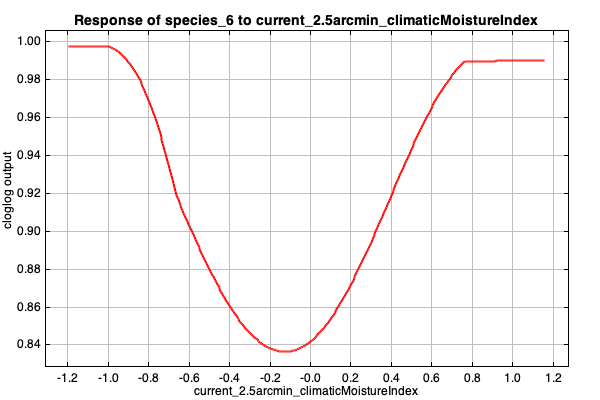 Response of species_6 to current_2.5arcmin_climaticMoistureIndex
1.00
0.98
0.96
0.94
0.92
0.90
0.88
0.86
0.84
cloglog output
-1.2 -1.0 -0.8 -0.6 -0.4 -0.2 -0.0 0.2 0.4 0.6 0.8 1.0 1.2
current_2.5arcmin_climaticMoistureIndex